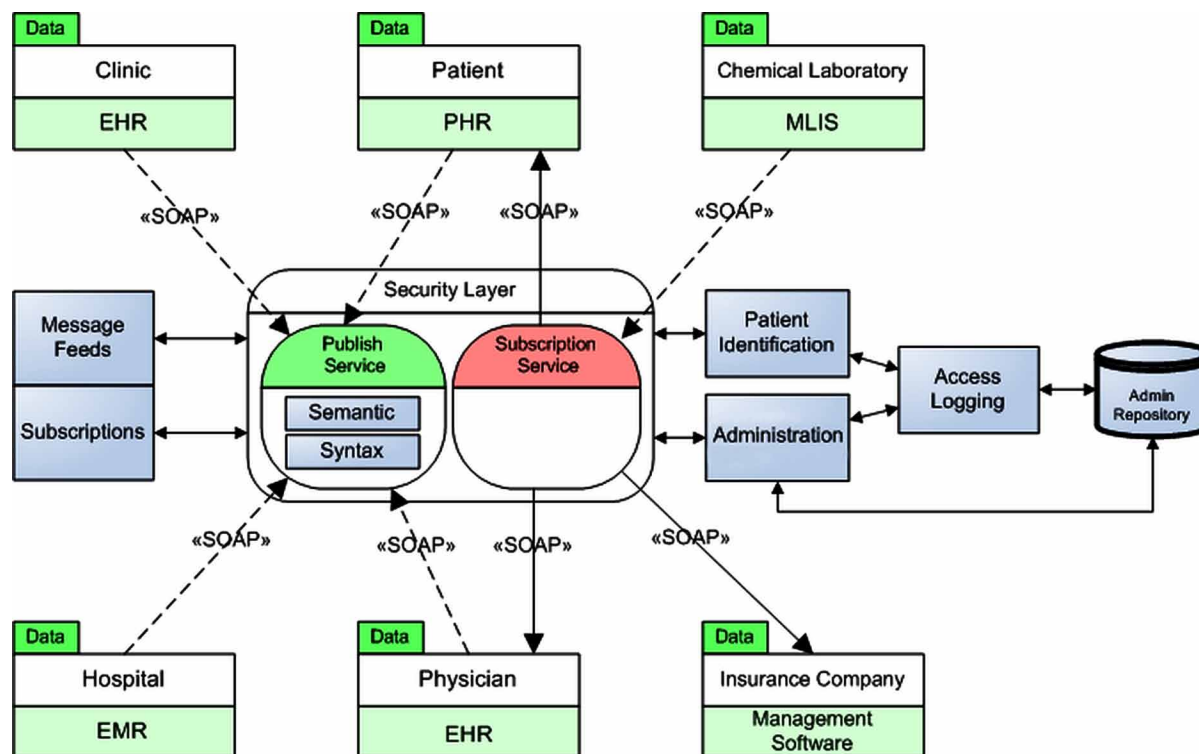 Data
Clinic
EHR
Data
Patient
PHR
Data
Chemical Laboratory
MLIS
«SOAP»
«SOAP»
«SOAP»
«SOAP»
Security Layer
Message
Feeds
Subscriptions
Publish
Service
Semantic
Syntax
Subscription
Service
Patient
Identification
Administration
Access
Logging
Admin
Repository
«SOAP»
«SOAP»
«SOAP»
«SOAP»
Data
Hospital
EMR
Data
Physician
EHR
Data
Insurance Company
Management
Software